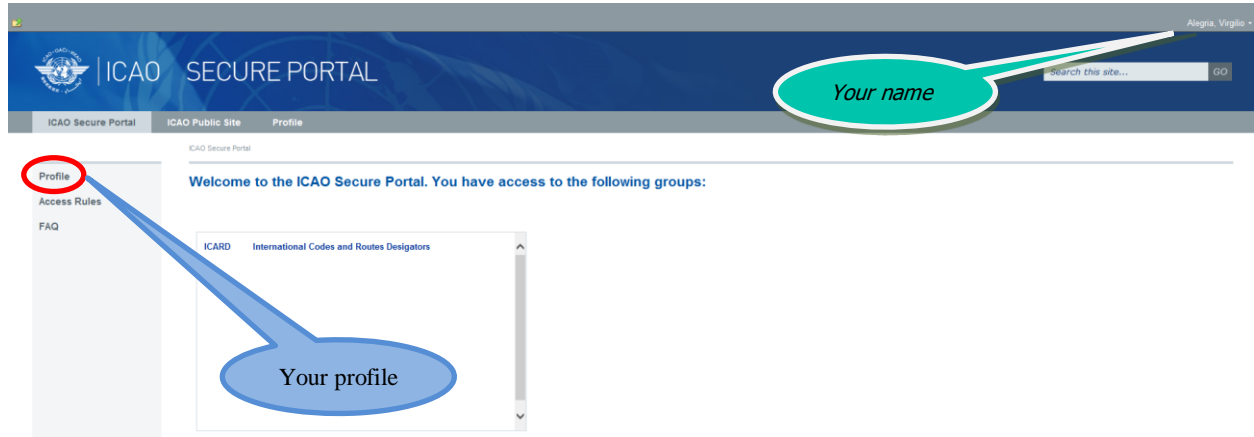 Alegria, Virgilio
ICAO SECURE PORTAL
Search this site... GO
Your name
ICAO Secure Portal ICAO Public Site Profile
ICAO Secure Portal
Profile
Access Rules
FAQ
Welcome to the ICAO Secure Portal. You have access to the following groups:
ICARD International Codes and Routes Desigators
Your profile